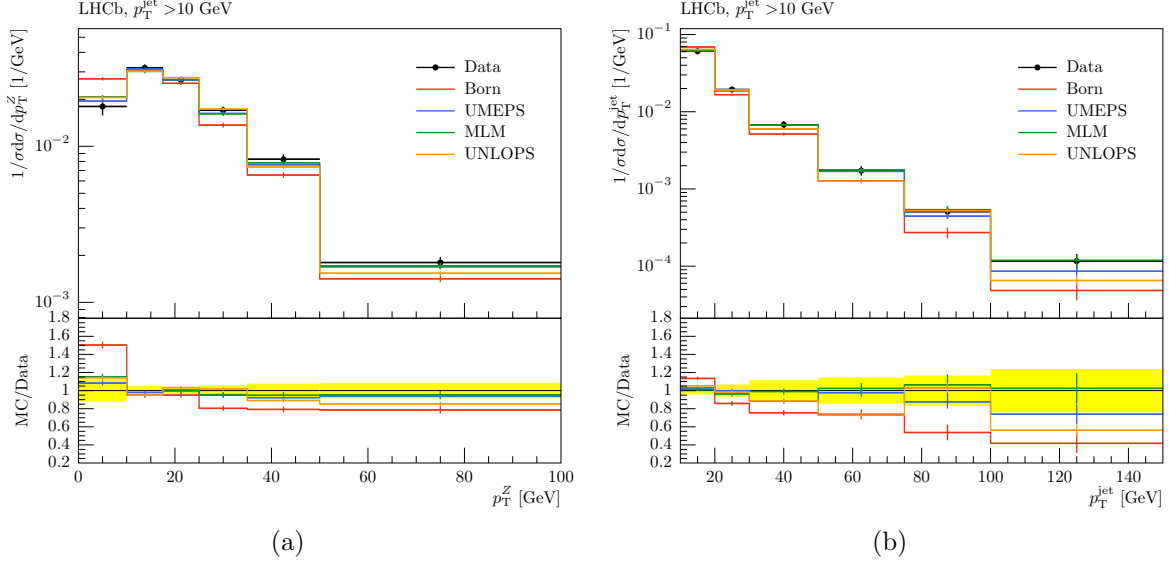 LHCb, p_T^jet >10 GeV
1/σdσ/dp_T^Z [1/GeV]
10^−2
10^−3
Data
Born
UMEPS
MLM
UNLOPS
MC/Data
1.8
1.6
1.4
1.2
1
0.8
0.6
0.4
0.2
0 20 40 60 80 100
p_T^Z [GeV]
(a)
LHCb, p_T^jet >10 GeV
1/σdσ/dp_T^jet [1/GeV]
10^−1
10^−2
10^−3
10^−4
Data
Born
UMEPS
MLM
UNLOPS
MC/Data
1.8
1.6
1.4
1.2
1
0.8
0.6
0.4
0.2
20 40 60 80 100 120 140
p_T^jet [GeV]
(b)